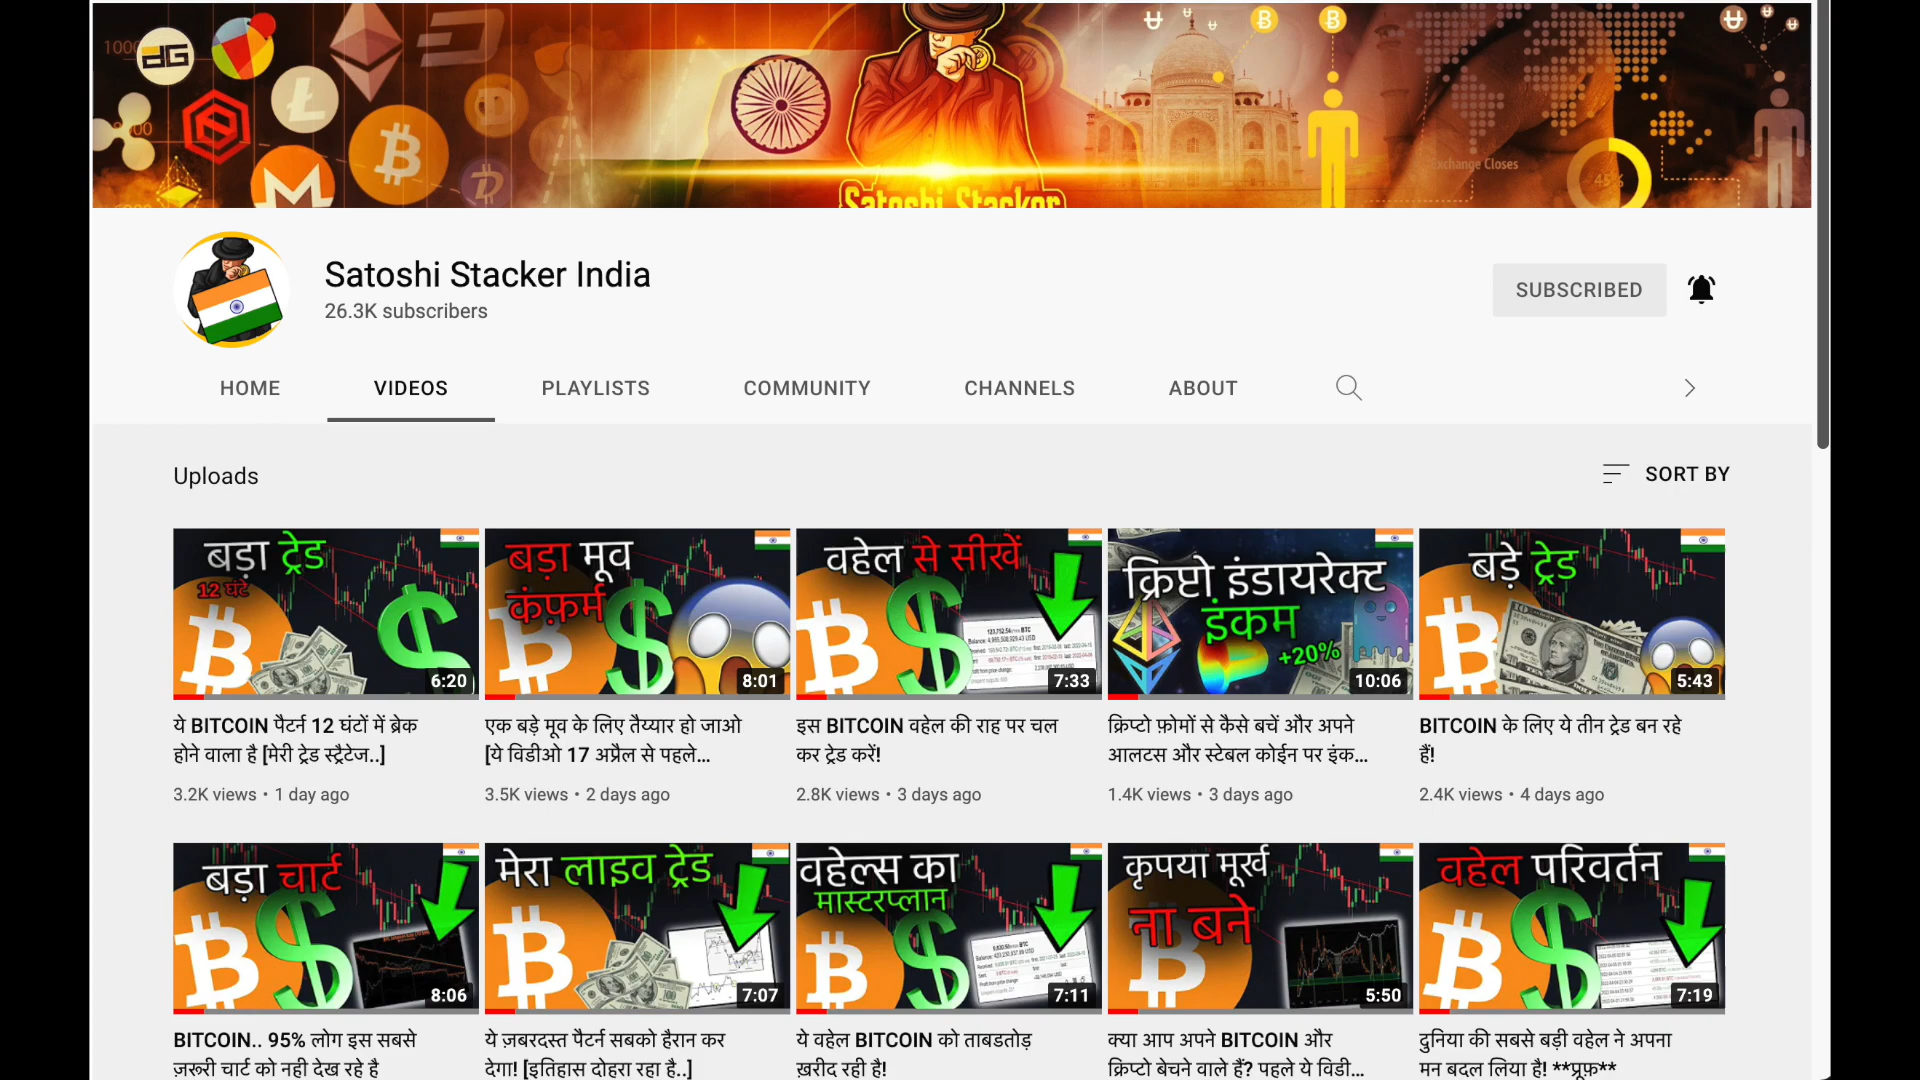 Satoshi Stacker
Exchange Closes
45%
Satoshi Stacker India
26.3K subscribers
SUBSCRIBED
HOME
VIDEOS
PLAYLISTS
COMMUNITY
CHANNELS
ABOUT
Uploads
SORT BY
बड़ा ट्रेड
12 घंटे
6:20
बड़ा मूव
कंफ़र्म
8:01
वहेल से सीखें
7:33
क्रिप्टो इंडायरेक्ट
इंकम
+20%
10:06
बड़े ट्रेड
5:43
ये BITCOIN पैटर्न 12 घंटों में ब्रेक
होने वाला है [मेरी ट्रेड स्ट्रैटेज..]
3.2K views • 1 day ago
एक बड़े मूव के लिए तैय्यार हो जाओ
[ये विडीओ 17 अप्रैल से पहले...
3.5K views • 2 days ago
इस BITCOIN वहेल की राह पर चल
कर ट्रेड करें!
2.8K views • 3 days ago
क्रिप्टो फ़ोमों से कैसे बचें और अपने
आलटस और स्टेबल कोईन पर इंक...
1.4K views • 3 days ago
BITCOIN के लिए ये तीन ट्रेड बन रहे
हैं!
2.4K views • 4 days ago
बड़ा चार्ट
8:06
मेरा लाइव ट्रेड
7:07
वहेल्स का
मास्टरप्लान
7:11
कृपया मूर्ख
ना बने
5:50
वहेल परिवर्तन
7:19
BITCOIN.. 95% लोग इस सबसे
ज़रूरी चार्ट को नही देख रहे है
ये ज़बरदस्त पैटर्न सबको हैरान कर
देगा! [इतिहास दोहरा रहा है..]
ये वहेल BITCOIN को ताबडतोड़
ख़रीद रही है!
क्या आप अपने BITCOIN और
क्रिप्टो बेचने वाले हैं? पहले ये विडी...
दुनिया की सबसे बड़ी वहेल ने अपना
मन बदल लिया है! **प्रूफ़**